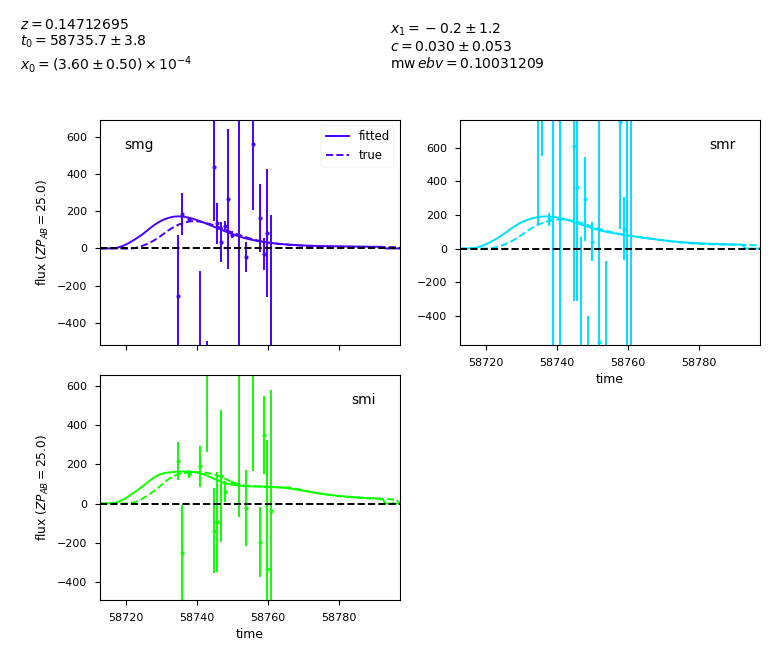 z = 0.14712695
t₀ = 58735.7 ± 3.8
x₀ = (3.60 ± 0.50) × 10⁻⁴
x₁ = −0.2 ± 1.2
c = 0.030 ± 0.053
mw ebv = 0.10031209
smg
fitted
true
600
400
200
0
−200
−400
flux (ZP_AB = 25.0)
smr
600
400
200
0
−200
−400
58720 58740 58760 58780
time
smi
600
400
200
0
−200
−400
flux (ZP_AB = 25.0)
58720 58740 58760 58780
time